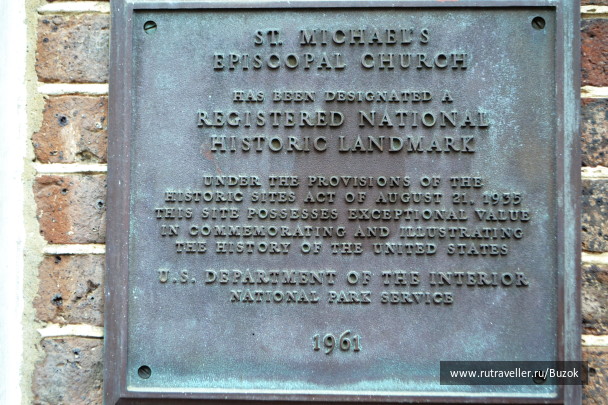 ST. MICHAEL'S
EPISCOPAL CHURCH
HAS BEEN DESIGNATED A
REGISTERED NATIONAL
HISTORIC LANDMARK
UNDER THE PROVISIONS OF THE
HISTORIC SITES ACT OF AUGUST 21, 1935
THIS SITE POSSESSES EXCEPTIONAL VALUE
IN COMMEMORATING AND ILLUSTRATING
THE HISTORY OF THE UNITED STATES
U.S. DEPARTMENT OF THE INTERIOR
NATIONAL PARK SERVICE
1961
www.rutraveller.ru/Buzok